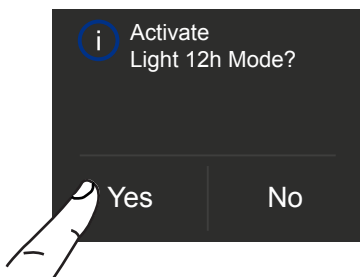 i
Activate
Light 12h Mode?
Yes
No